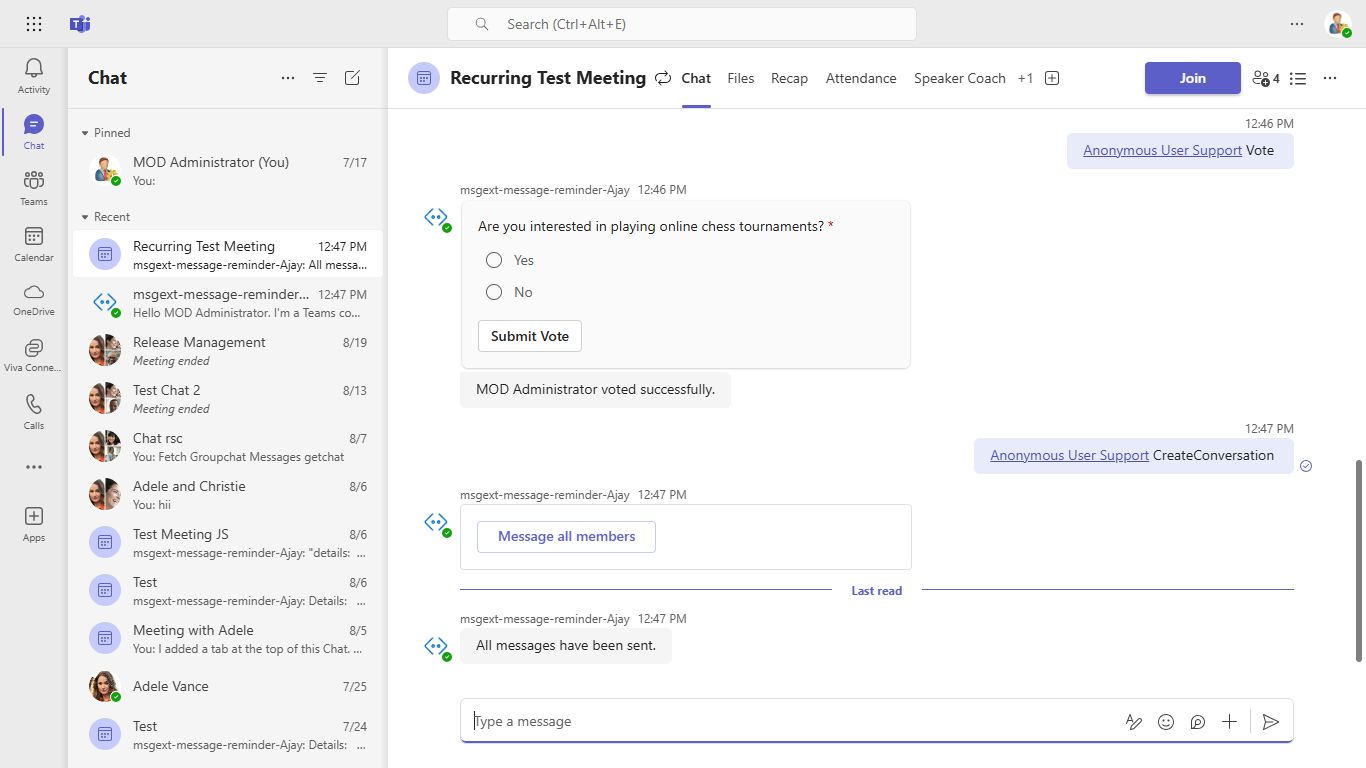 Search (Ctrl+Alt+E)
Activity
Chat
Teams
Calendar
OneDrive
Viva Conne...
Calls
Apps
Chat
Pinned
MOD Administrator (You) 7/17
You:
Recent
Recurring Test Meeting 12:47 PM
msgext-message-reminder-Ajay: All messa...
msgext-message-reminder... 12:47 PM
Hello MOD Administrator. I'm a Teams co...
Release Management 8/19
Meeting ended
Test Chat 2 8/13
Meeting ended
Chat rsc 8/7
You: Fetch Groupchat Messages getchat
Adele and Christie 8/6
You: hii
Test Meeting JS 8/6
msgext-message-reminder-Ajay: "details: ...
Test 8/6
msgext-message-reminder-Ajay: Details: ...
Meeting with Adele 8/5
You: I added a tab at the top of this Chat. ...
Adele Vance 7/25
Test 7/24
msgext-message-reminder-Ajay: Details: ...
Recurring Test Meeting Chat Files Recap Attendance Speaker Coach +1 Join 4
12:46 PM
Anonymous User Support Vote
msgext-message-reminder-Ajay 12:46 PM
Are you interested in playing online chess tournaments? *
Yes
No
Submit Vote
MOD Administrator voted successfully.
12:47 PM
Anonymous User Support CreateConversation
msgext-message-reminder-Ajay 12:47 PM
Message all members
Last read
msgext-message-reminder-Ajay 12:47 PM
All messages have been sent.
Type a message